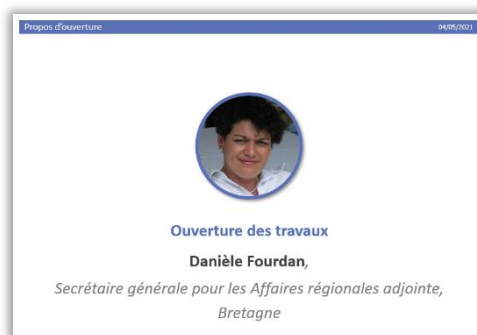 Propos d'ouverture 04/05/2021
Ouverture des travaux
Danièle Fourdan,
Secrétaire générale pour les Affaires régionales adjointe,
Bretagne